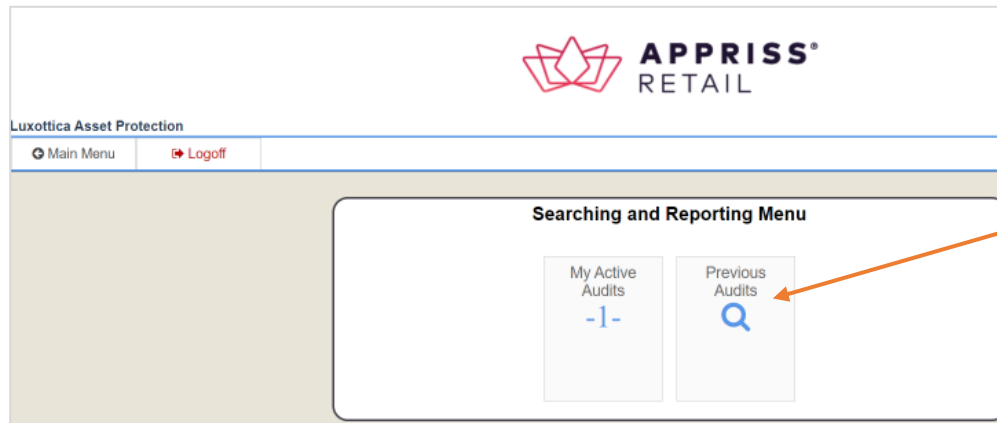 APPRISS®
RETAIL
Luxottica Asset Protection
Main Menu
Logoff
Searching and Reporting Menu
My Active
Audits
-1-
Previous
Audits